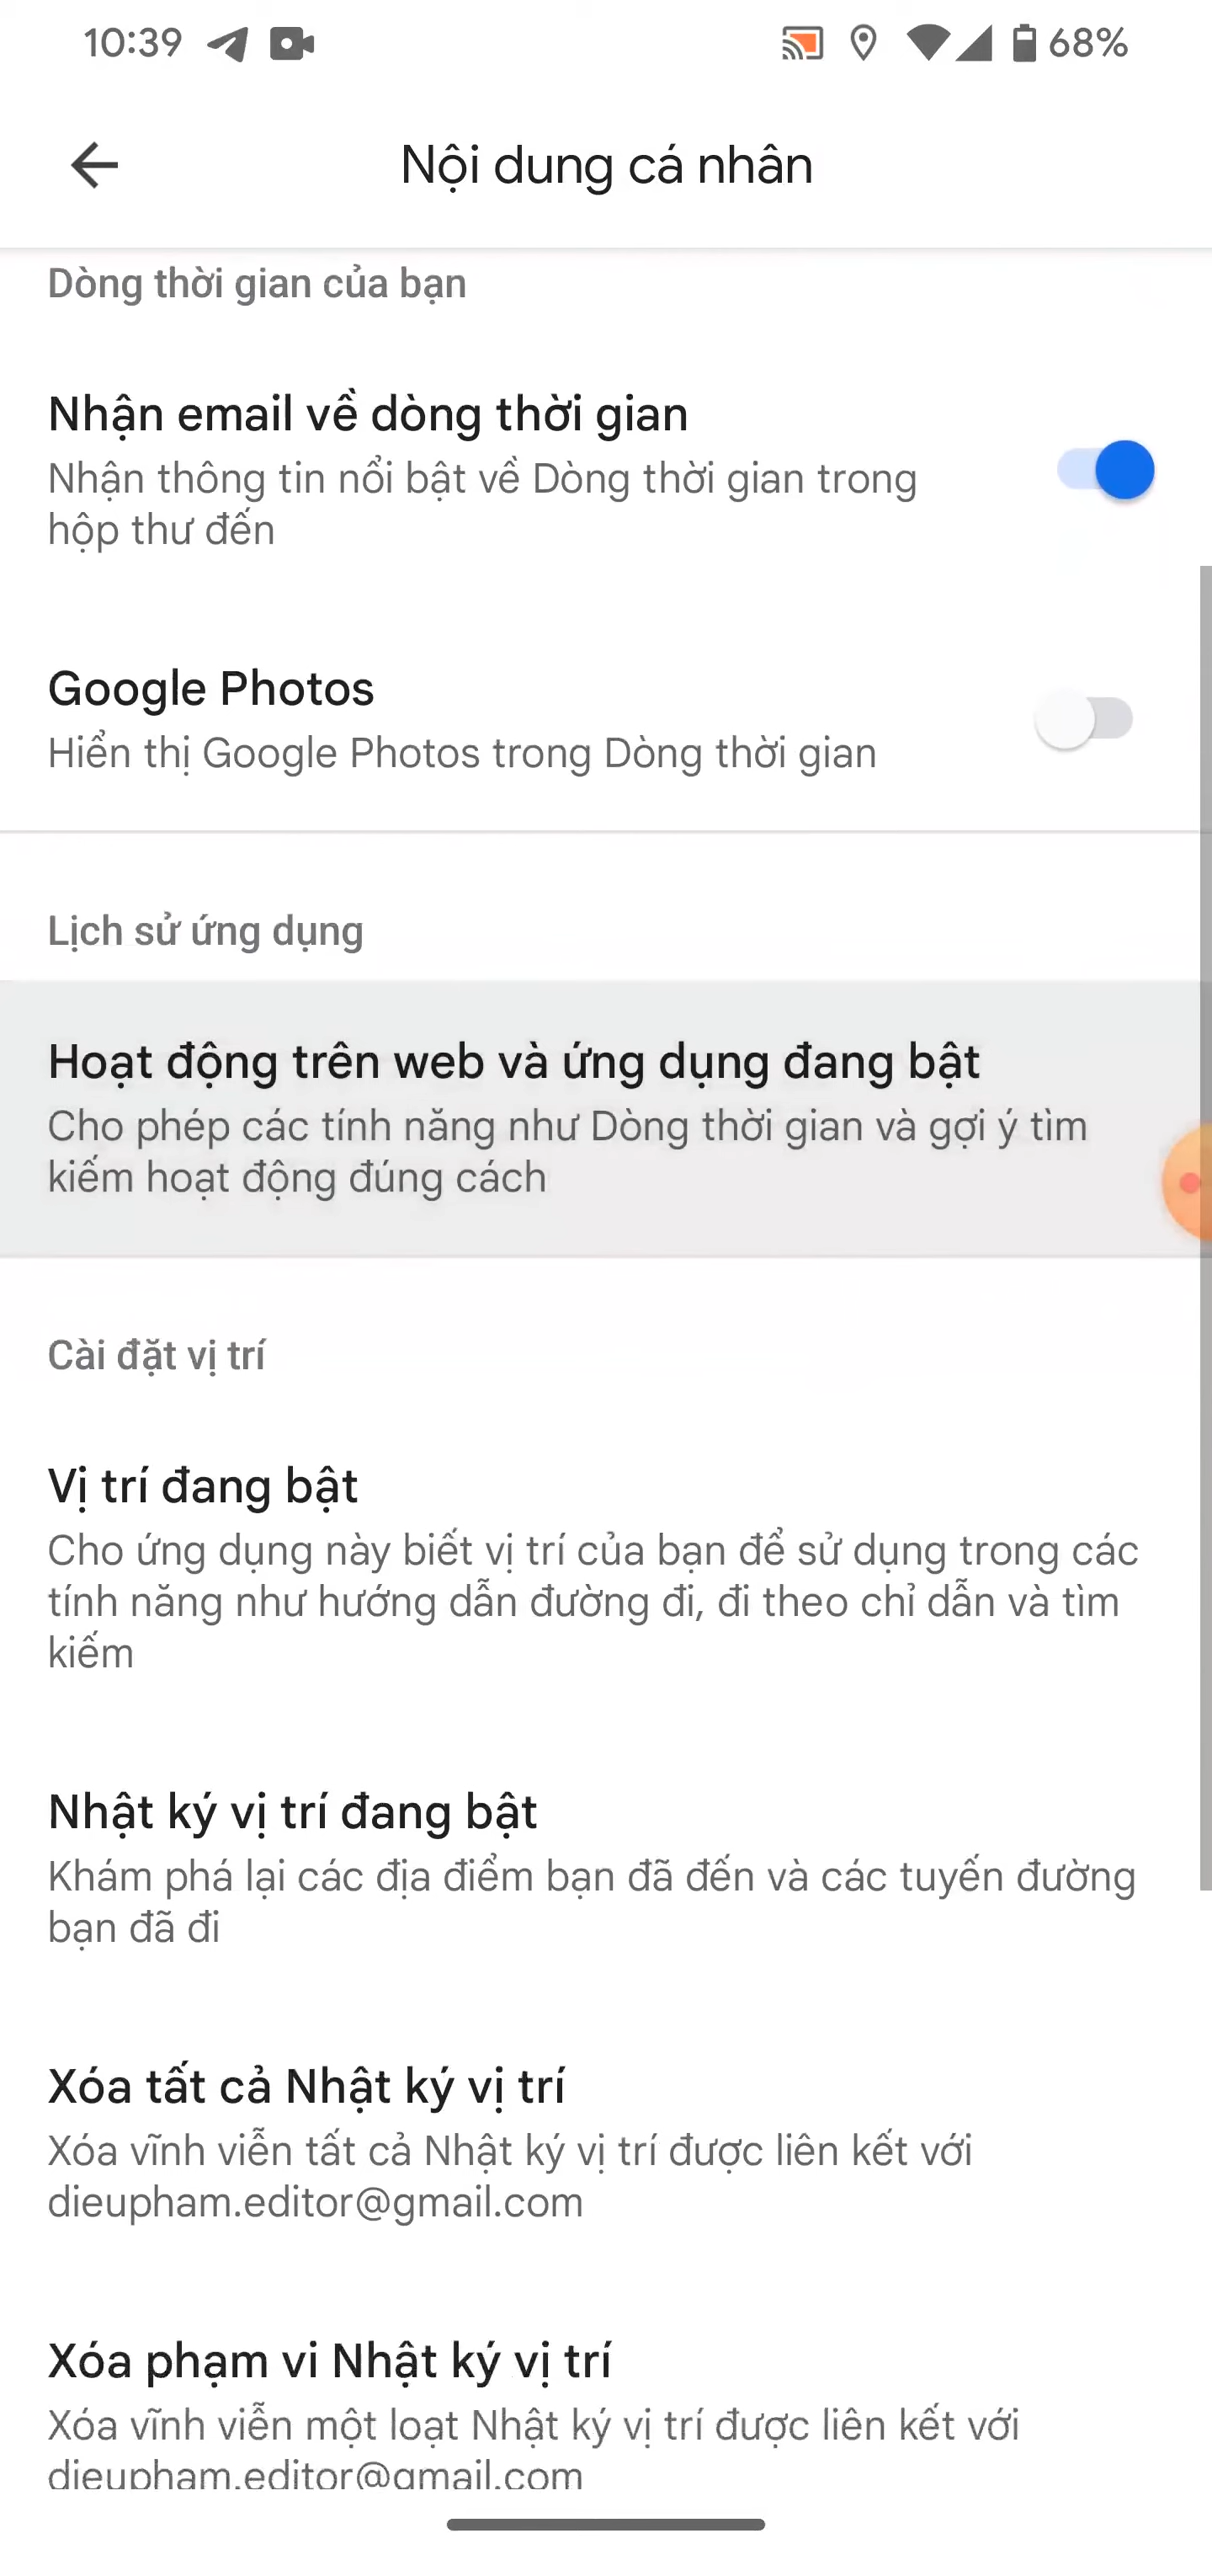 10:39
68%
Nội dung cá nhân
Dòng thời gian của bạn
Nhận email về dòng thời gian
Nhận thông tin nổi bật về Dòng thời gian trong
hộp thư đến
Google Photos
Hiển thị Google Photos trong Dòng thời gian
Lịch sử ứng dụng
Hoạt động trên web và ứng dụng đang bật
Cho phép các tính năng như Dòng thời gian và gợi ý tìm
kiếm hoạt động đúng cách
Cài đặt vị trí
Vị trí đang bật
Cho ứng dụng này biết vị trí của bạn để sử dụng trong các
tính năng như hướng dẫn đường đi, đi theo chỉ dẫn và tìm
kiếm
Nhật ký vị trí đang bật
Khám phá lại các địa điểm bạn đã đến và các tuyến đường
bạn đã đi
Xóa tất cả Nhật ký vị trí
Xóa vĩnh viễn tất cả Nhật ký vị trí được liên kết với
dieupham.editor@gmail.com
Xóa phạm vi Nhật ký vị trí
Xóa vĩnh viễn một loạt Nhật ký vị trí được liên kết với
dieupham.editor@gmail.com